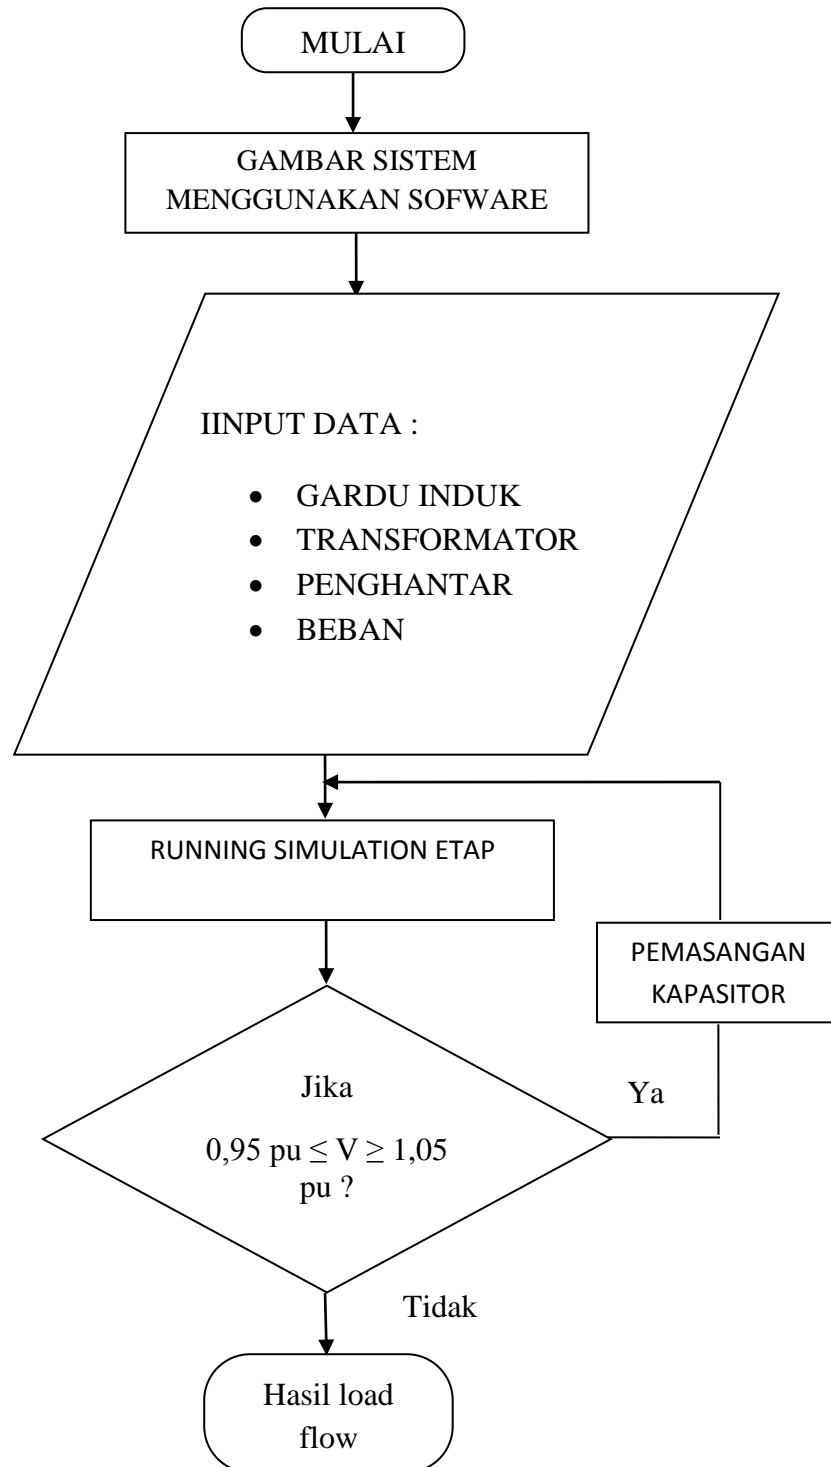 MULAI
GAMBAR SISTEM
MENGGUNAKAN SOFWARE
IINPUT DATA :
• GARDU INDUK
• TRANSFORMATOR
• PENGHANTAR
• BEBAN
RUNNING SIMULATION ETAP
PEMASANGAN
KAPASITOR
Jika
Ya
0,95 pu ≤ V ≥ 1,05
pu ?
Tidak
Hasil load
flow